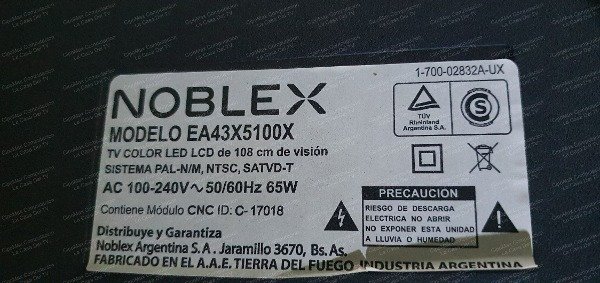 1-700-02832A-UX
NOBLEX
MODELO EA43X5100X
TV COLOR LED LCD de 108 cm de visión
SISTEMA PAL-N/M, NTSC, SATVD-T
AC 100-240V~50/60Hz 65W
Contiene Módulo CNC ID: C-17018
TÜV
Rheinland
Argentina S.A.
S
PRECAUCION
RIESGO DE DESCARGA
ELECTRICA NO ABRIR
NO EXPONER ESTA UNIDAD
A LLUVIA O HUMEDAD
Distribuye y Garantiza
Noblex Argentina S.A. Jaramillo 3670, Bs. As.
FABRICADO EN EL A.A.E. TIERRA DEL FUEGO INDUSTRIA ARGENTINA